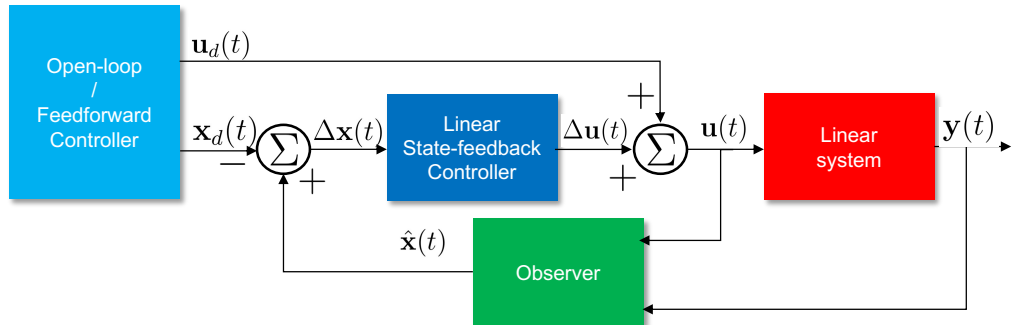 Open-loop
/
Feedforward
Controller
𝐮_d(t)
𝐱_d(t)
−
Σ
+
Δ𝐱(t)
Linear
State-feedback
Controller
Δ𝐮(t)
+
+
Σ
𝐮(t)
Linear
system
𝐲(t)
𝐱̂(t)
Observer